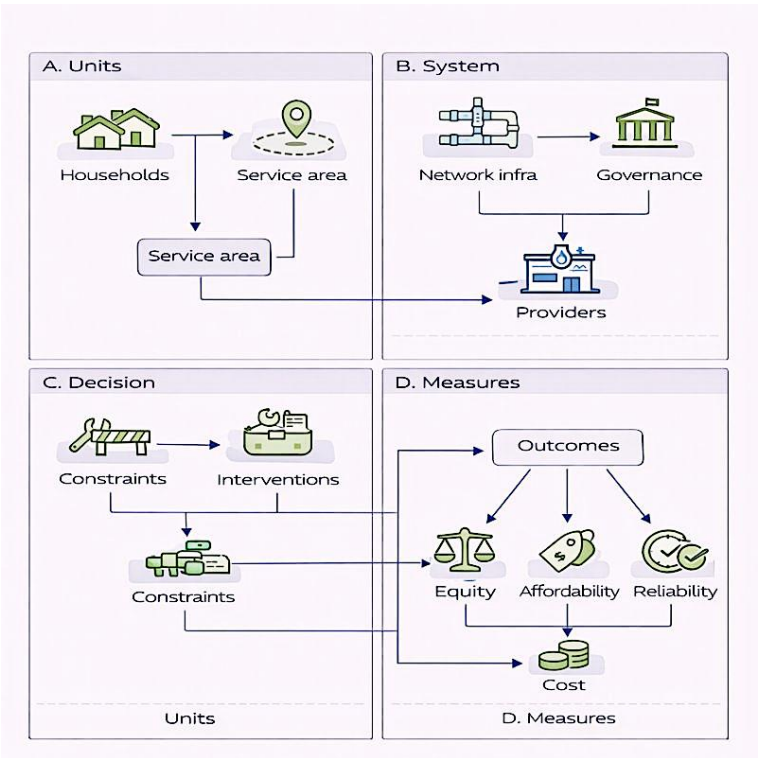 A. Units
Households
Service area
Service area
B. System
Network infra
Governance
Providers
C. Decision
Constraints
Interventions
Constraints
Units
D. Measures
Outcomes
Equity
Affordability
Reliability
Cost
D. Measures